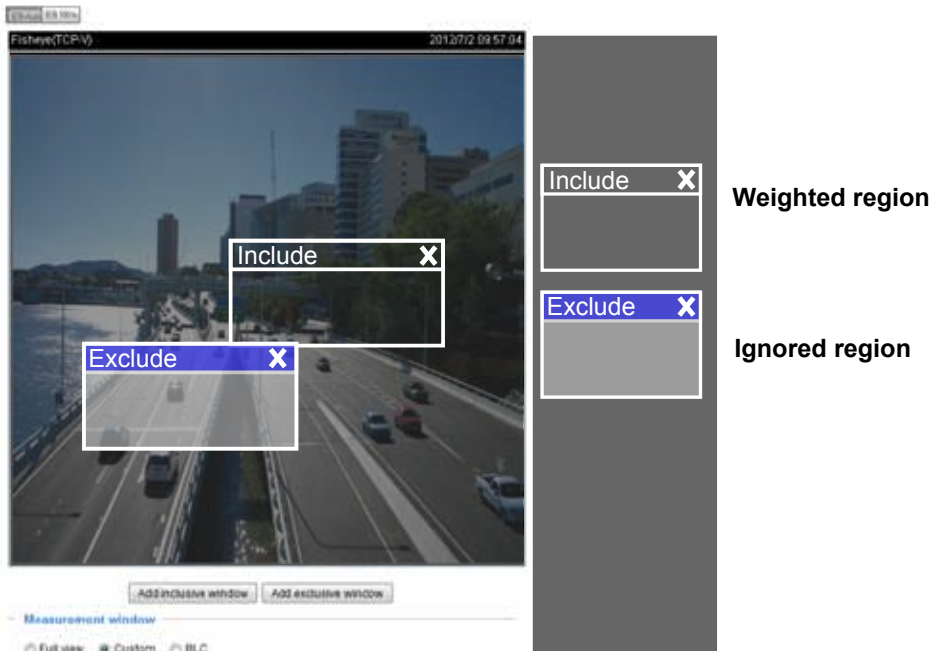 Fisheye(TCP-V) 2012/7/2 09:57:04
Include
Exclude
Include
Weighted region
Exclude
Ignored region
Add inclusive window Add exclusive window
Measurement window
Full view Custom BLC